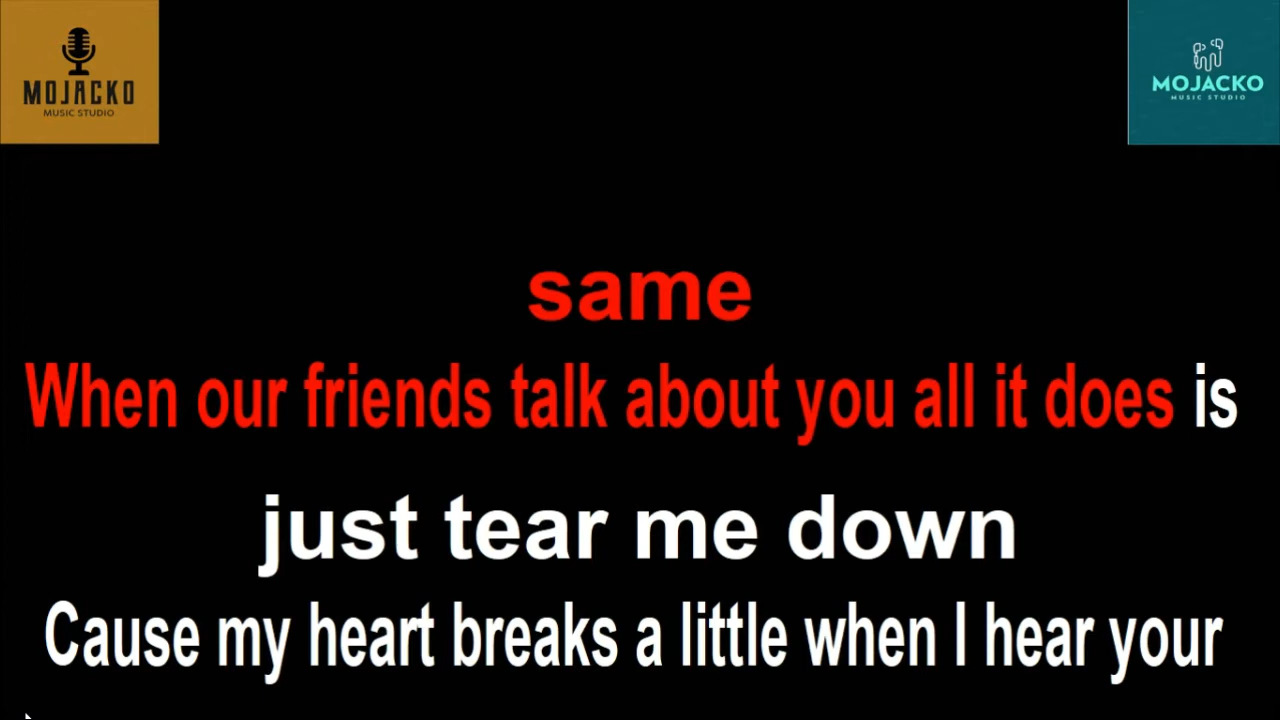 MOJACKO
MUSIC STUDIO
MOJACKO
MUSIC STUDIO
same
When our friends talk about you all it does is
just tear me down
Cause my heart breaks a little when I hear your